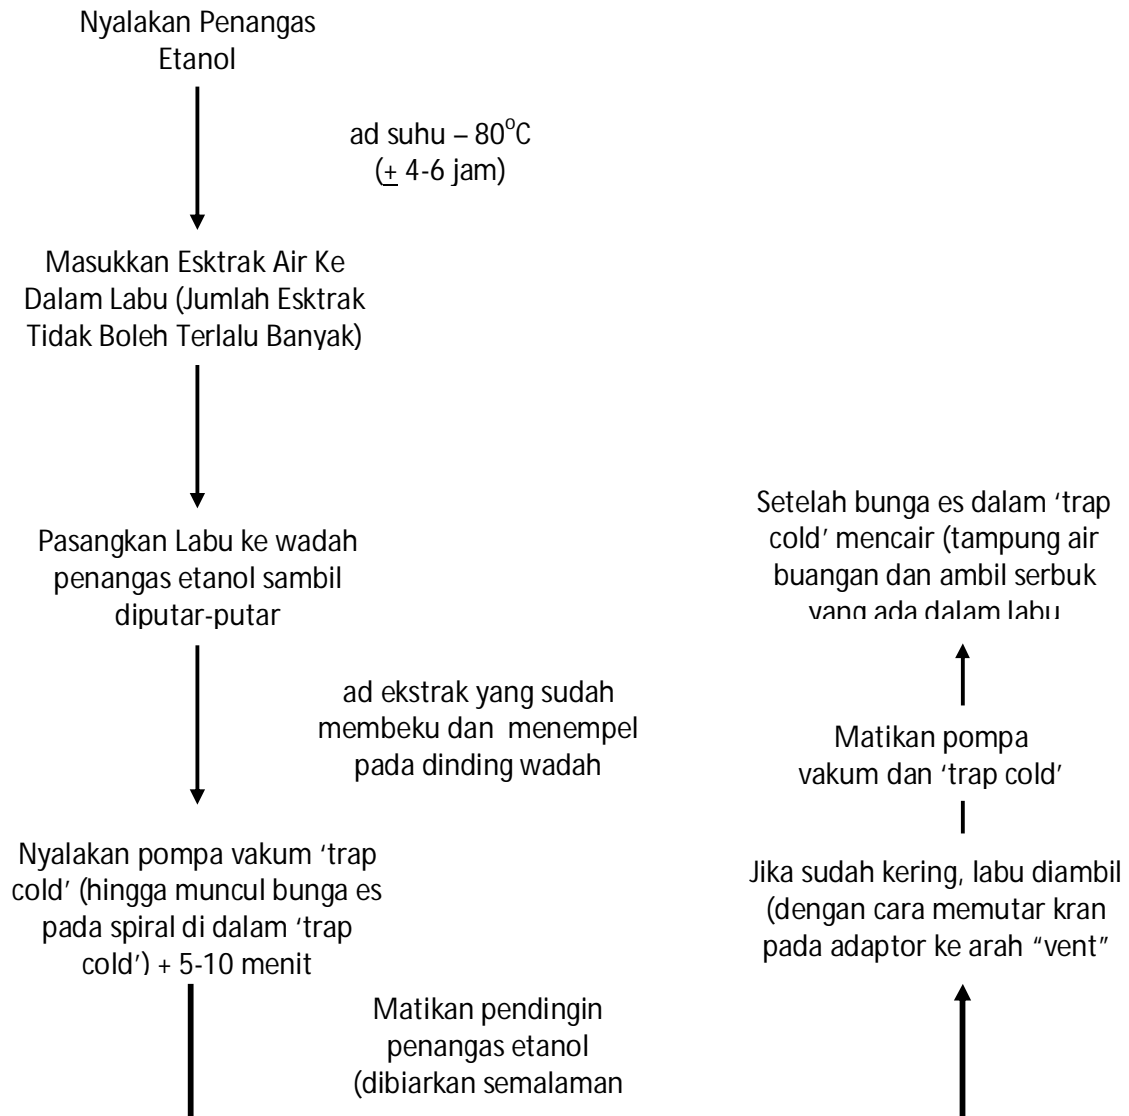 Nyalakan Penangas
Etanol
ad suhu – 80°C
(± 4-6 jam)
Masukkan Esktrak Air Ke
Dalam Labu (Jumlah Esktrak
Tidak Boleh Terlalu Banyak)
Pasangkan Labu ke wadah
penangas etanol sambil
diputar-putar
ad ekstrak yang sudah
membeku dan menempel
pada dinding wadah
Nyalakan pompa vakum ‘trap
cold’ (hingga muncul bunga es
pada spiral di dalam ‘trap
cold’) + 5-10 menit
Matikan pendingin
penangas etanol
(dibiarkan semalaman
Jika sudah kering, labu diambil
(dengan cara memutar kran
pada adaptor ke arah “vent”
Matikan pompa
vakum dan ‘trap cold’
Setelah bunga es dalam ‘trap
cold’ mencair (tampung air
buangan dan ambil serbuk
yang ada dalam labu